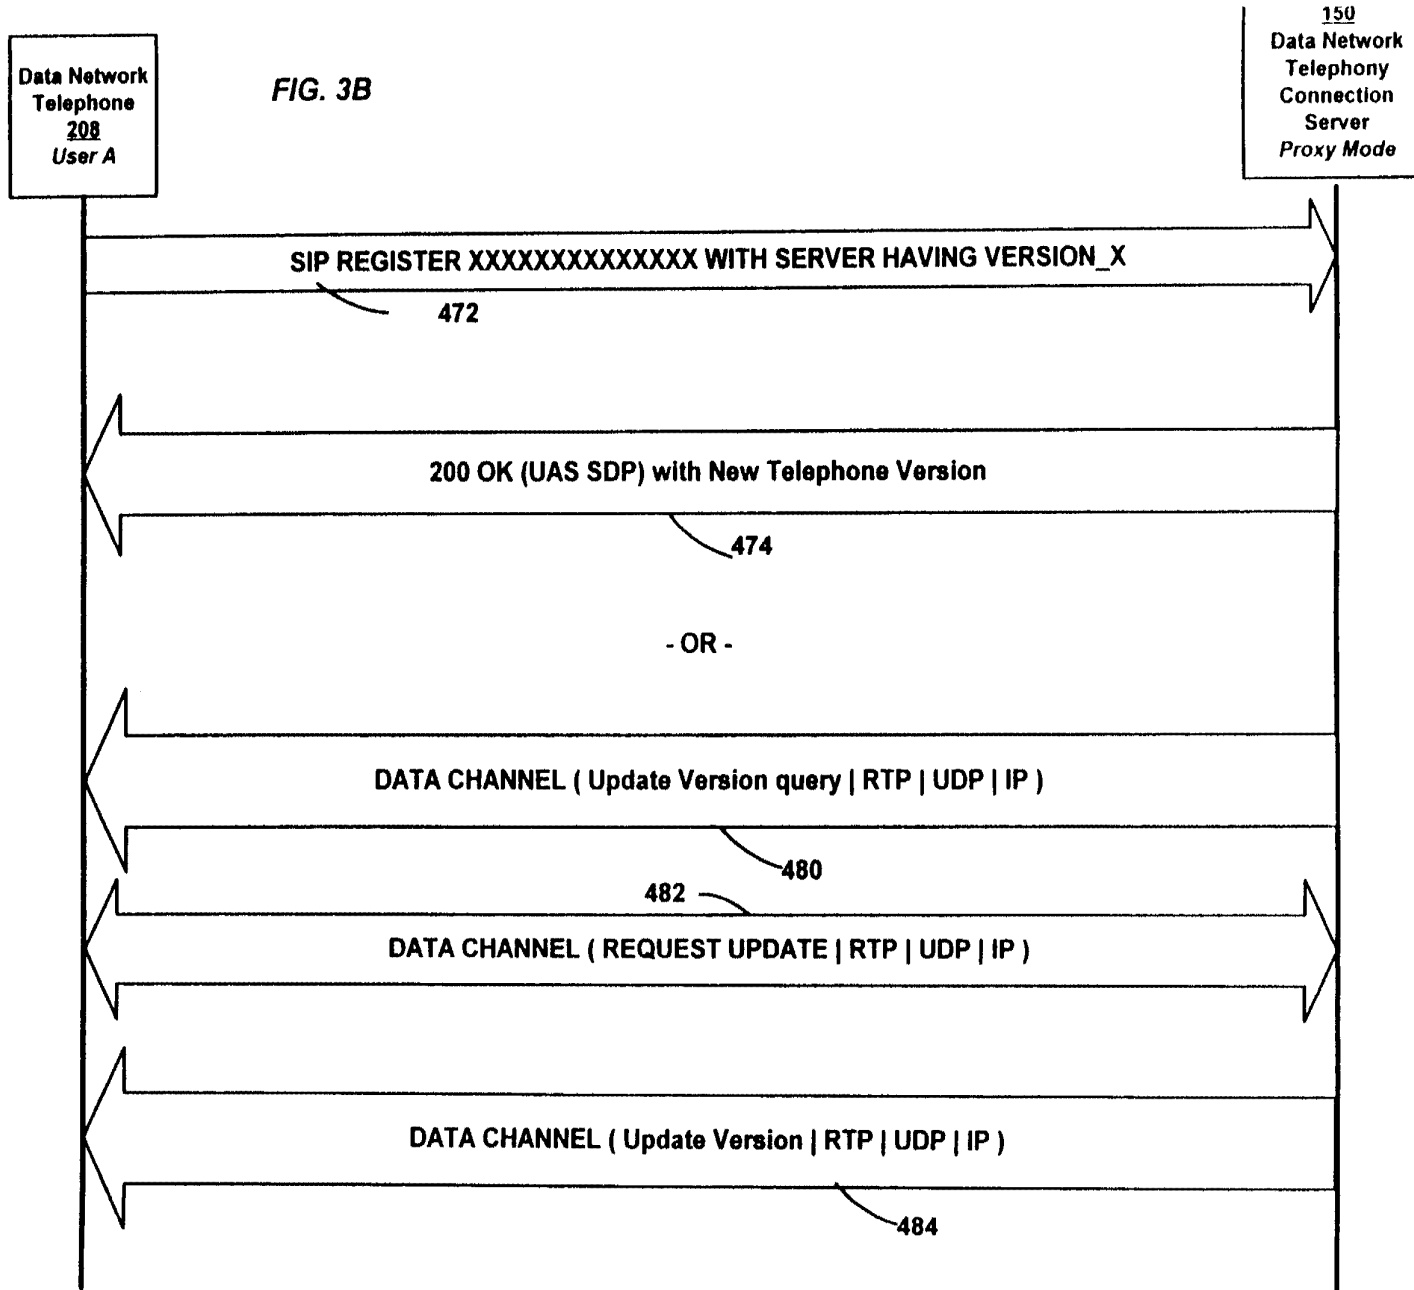 Data Network
Telephone
208
User A
FIG. 3B
150
Data Network
Telephony
Connection
Server
Proxy Mode
SIP REGISTER XXXXXXXXXXXXXX WITH SERVER HAVING VERSION_X
472
200 OK (UAS SDP) with New Telephone Version
474
- OR -
DATA CHANNEL ( Update Version query | RTP | UDP | IP )
480
482
DATA CHANNEL ( REQUEST UPDATE | RTP | UDP | IP )
DATA CHANNEL ( Update Version | RTP | UDP | IP )
484